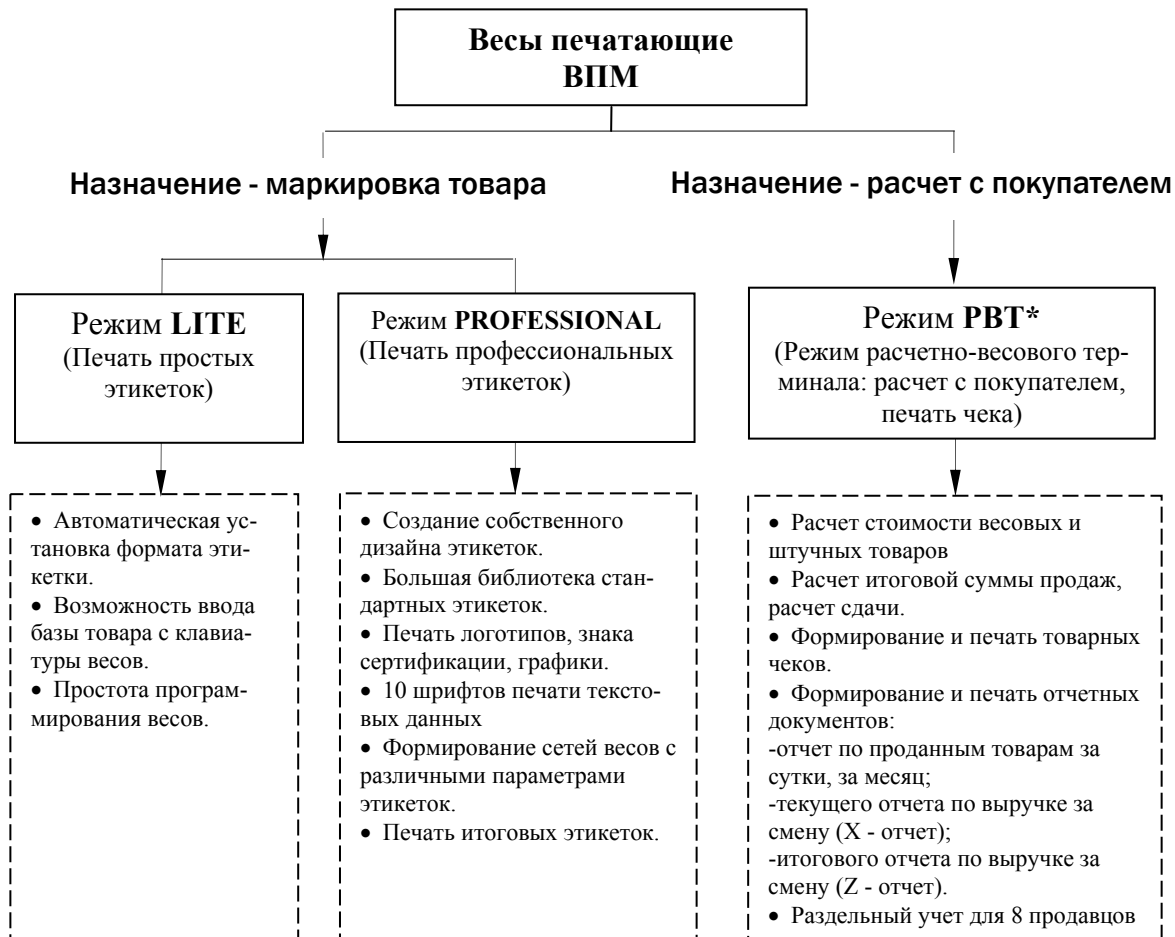 Весы печатающие
ВПМ
Назначение - маркировка товара
Назначение - расчет с покупателем
Режим LITE
(Печать простых
этикеток)
Режим PROFESSIONAL
(Печать профессиональных
этикеток)
Режим РВТ*
(Режим расчетно-весового тер-
минала: расчет с покупателем,
печать чека)
• Автоматическая ус-
тановка формата эти-
кетки.
• Возможность ввода
базы товара с клавиа-
туры весов.
• Простота програм-
мирования весов.
• Создание собственного
дизайна этикеток.
• Большая библиотека стан-
дартных этикеток.
• Печать логотипов, знака
сертификации, графики.
• 10 шрифтов печати тексто-
вых данных
• Формирование сетей весов с
различными параметрами
этикеток.
• Печать итоговых этикеток.
• Расчет стоимости весовых и
штучных товаров
• Расчет итоговой суммы продаж,
расчет сдачи.
• Формирование и печать товарных
чеков.
• Формирование и печать отчетных
документов:
-отчет по проданным товарам за
сутки, за месяц;
-текущего отчета по выручке за
смену (X - отчет);
-итогового отчета по выручке за
смену (Z - отчет).
• Раздельный учет для 8 продавцов